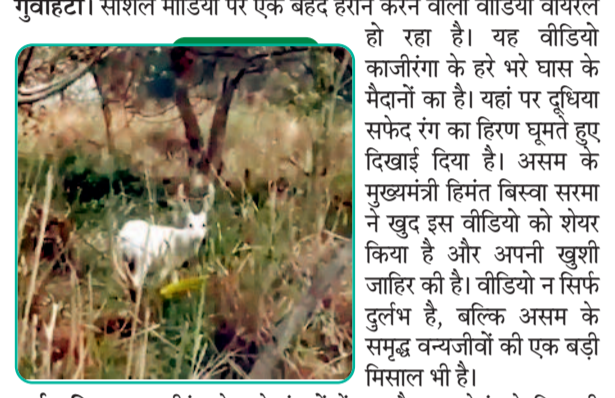 गुवाहटी। सोशल मीडिया पर एक बेहद हैरान करने वाला वीडियो वायरल
हो रहा है। यह वीडियो
काजीरंगा के हरे भरे घास के
मैदानों का है। यहां पर दूधिया
सफेद रंग का हिरण घूमते हुए
दिखाई दिया है। असम के
मुख्यमंत्री हिमंत बिस्वा सरमा
ने खुद इस वीडियो को शेयर
किया है और अपनी खुशी
जाहिर की है। वीडियो न सिर्फ
दुर्लभ है, बल्कि असम के
समृद्ध वन्यजीवों की एक बड़ी
मिसाल भी है।